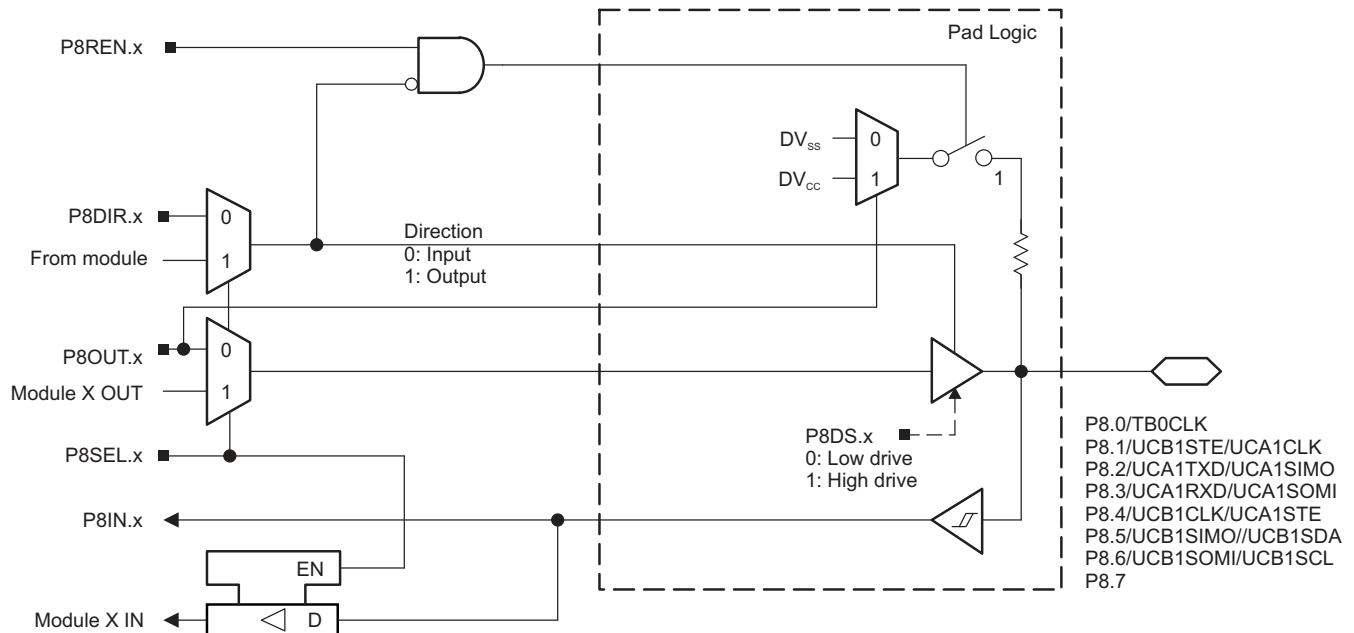 Pad Logic
P8REN.x
DVSS
0
DVCC
1
1
P8DIR.x
0
From module
1
Direction
0: Input
1: Output
P8OUT.x
0
Module X OUT
1
P8DS.x
0: Low drive
1: High drive
P8SEL.x
P8IN.x
EN
Module X IN
D
P8.0/TB0CLK
P8.1/UCB1STE/UCA1CLK
P8.2/UCA1TXD/UCA1SIMO
P8.3/UCA1RXD/UCA1SOMI
P8.4/UCB1CLK/UCA1STE
P8.5/UCB1SIMO//UCB1SDA
P8.6/UCB1SOMI/UCB1SCL
P8.7